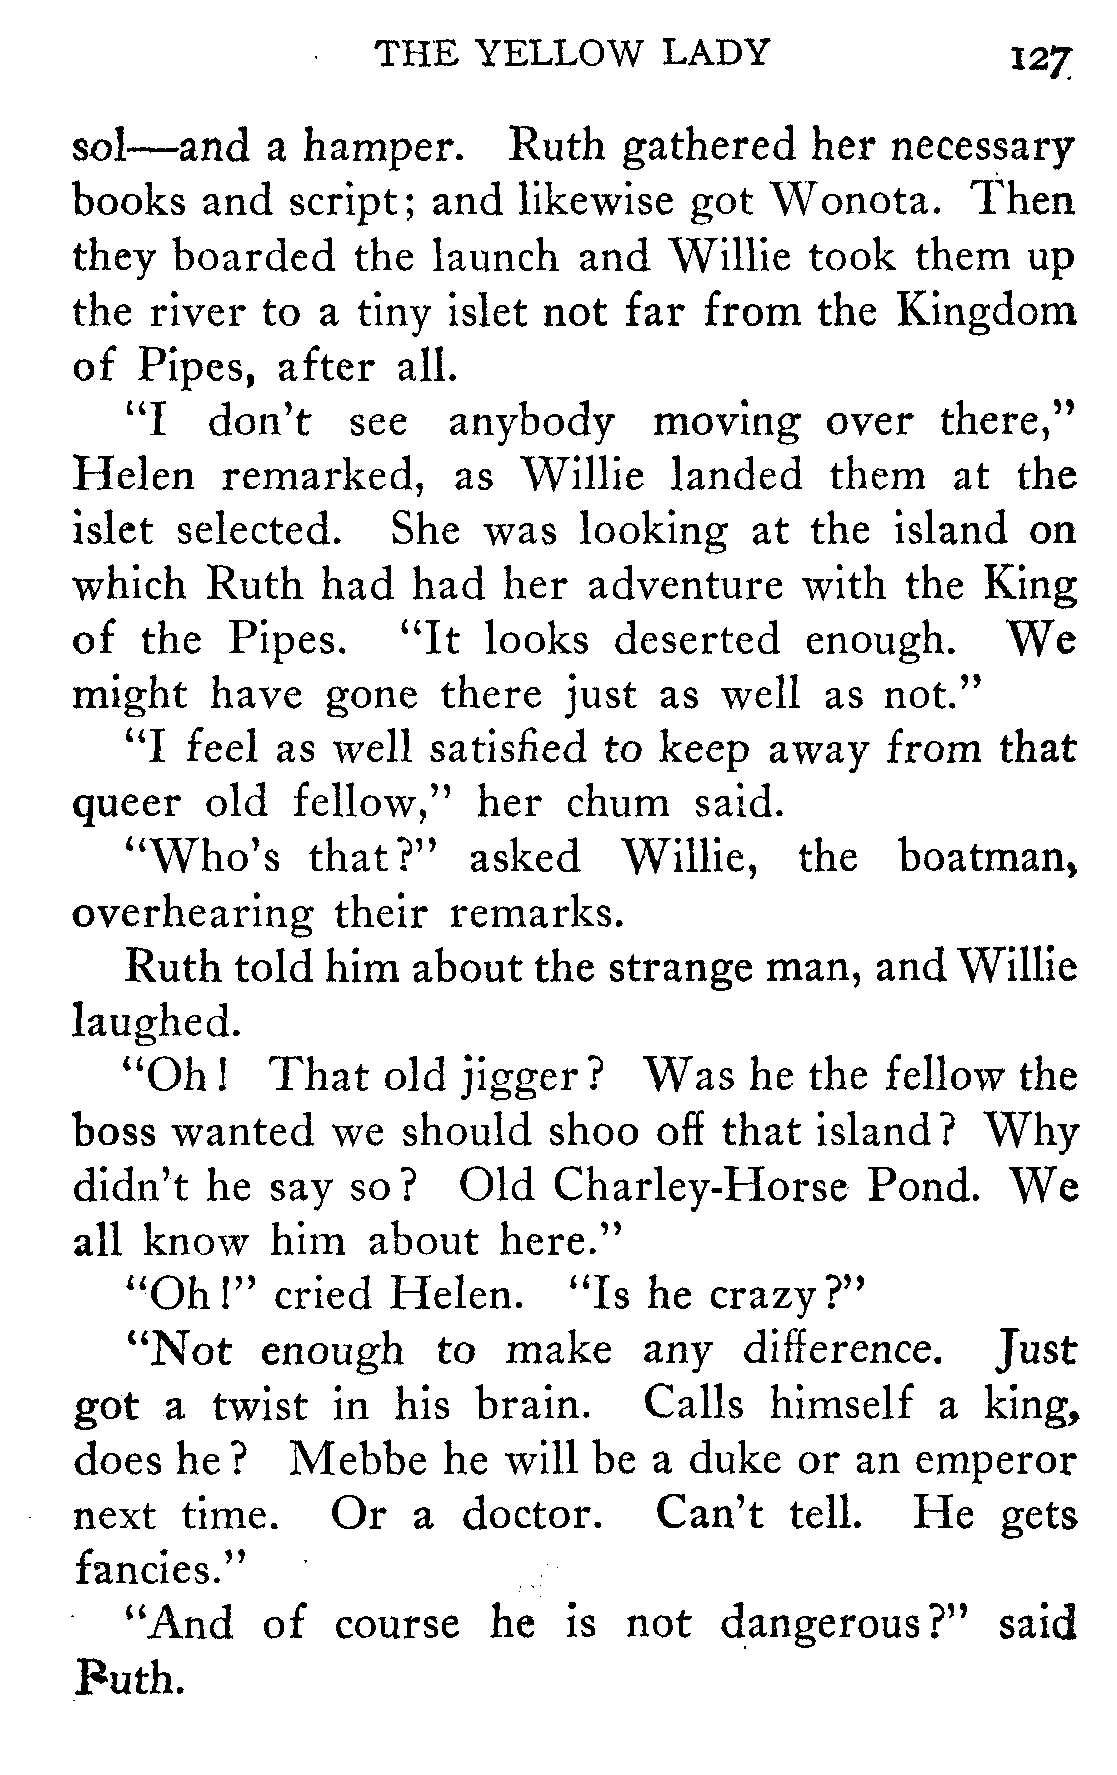 THE YELLOW LADY 127
sol—and a hamper. Ruth gathered her necessary
books and script; and likewise got Wonota. Then
they boarded the launch and Willie took them up
the river to a tiny islet not far from the Kingdom
of Pipes, after all.
"I don't see anybody moving over there,"
Helen remarked, as Willie landed them at the
islet selected. She was looking at the island on
which Ruth had had her adventure with the King
of the Pipes. "It looks deserted enough. We
might have gone there just as well as not."
"I feel as well satisfied to keep away from that
queer old fellow," her chum said.
"Who's that?" asked Willie, the boatman,
overhearing their remarks.
Ruth told him about the strange man, and Willie
laughed.
"Oh! That old jigger? Was he the fellow the
boss wanted we should shoo off that island? Why
didn't he say so? Old Charley-Horse Pond. We
all know him about here."
"Oh!" cried Helen. "Is he crazy?"
"Not enough to make any difference. Just
got a twist in his brain. Calls himself a king,
does he? Mebbe he will be a duke or an emperor
next time. Or a doctor. Can't tell. He gets
fancies."
"And of course he is not dangerous?" said
Ruth.